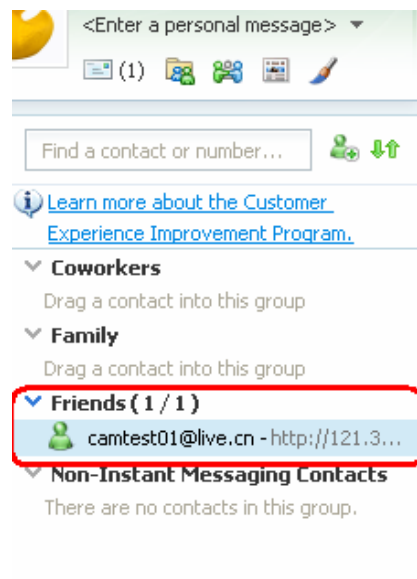 <Enter a personal message>
(1)
Find a contact or number...
Learn more about the Customer
Experience Improvement Program.
Coworkers
Drag a contact into this group
Family
Drag a contact into this group
Friends ( 1 / 1 )
camtest01@live.cn - http://121.3...
Non-Instant Messaging Contacts
There are no contacts in this group.